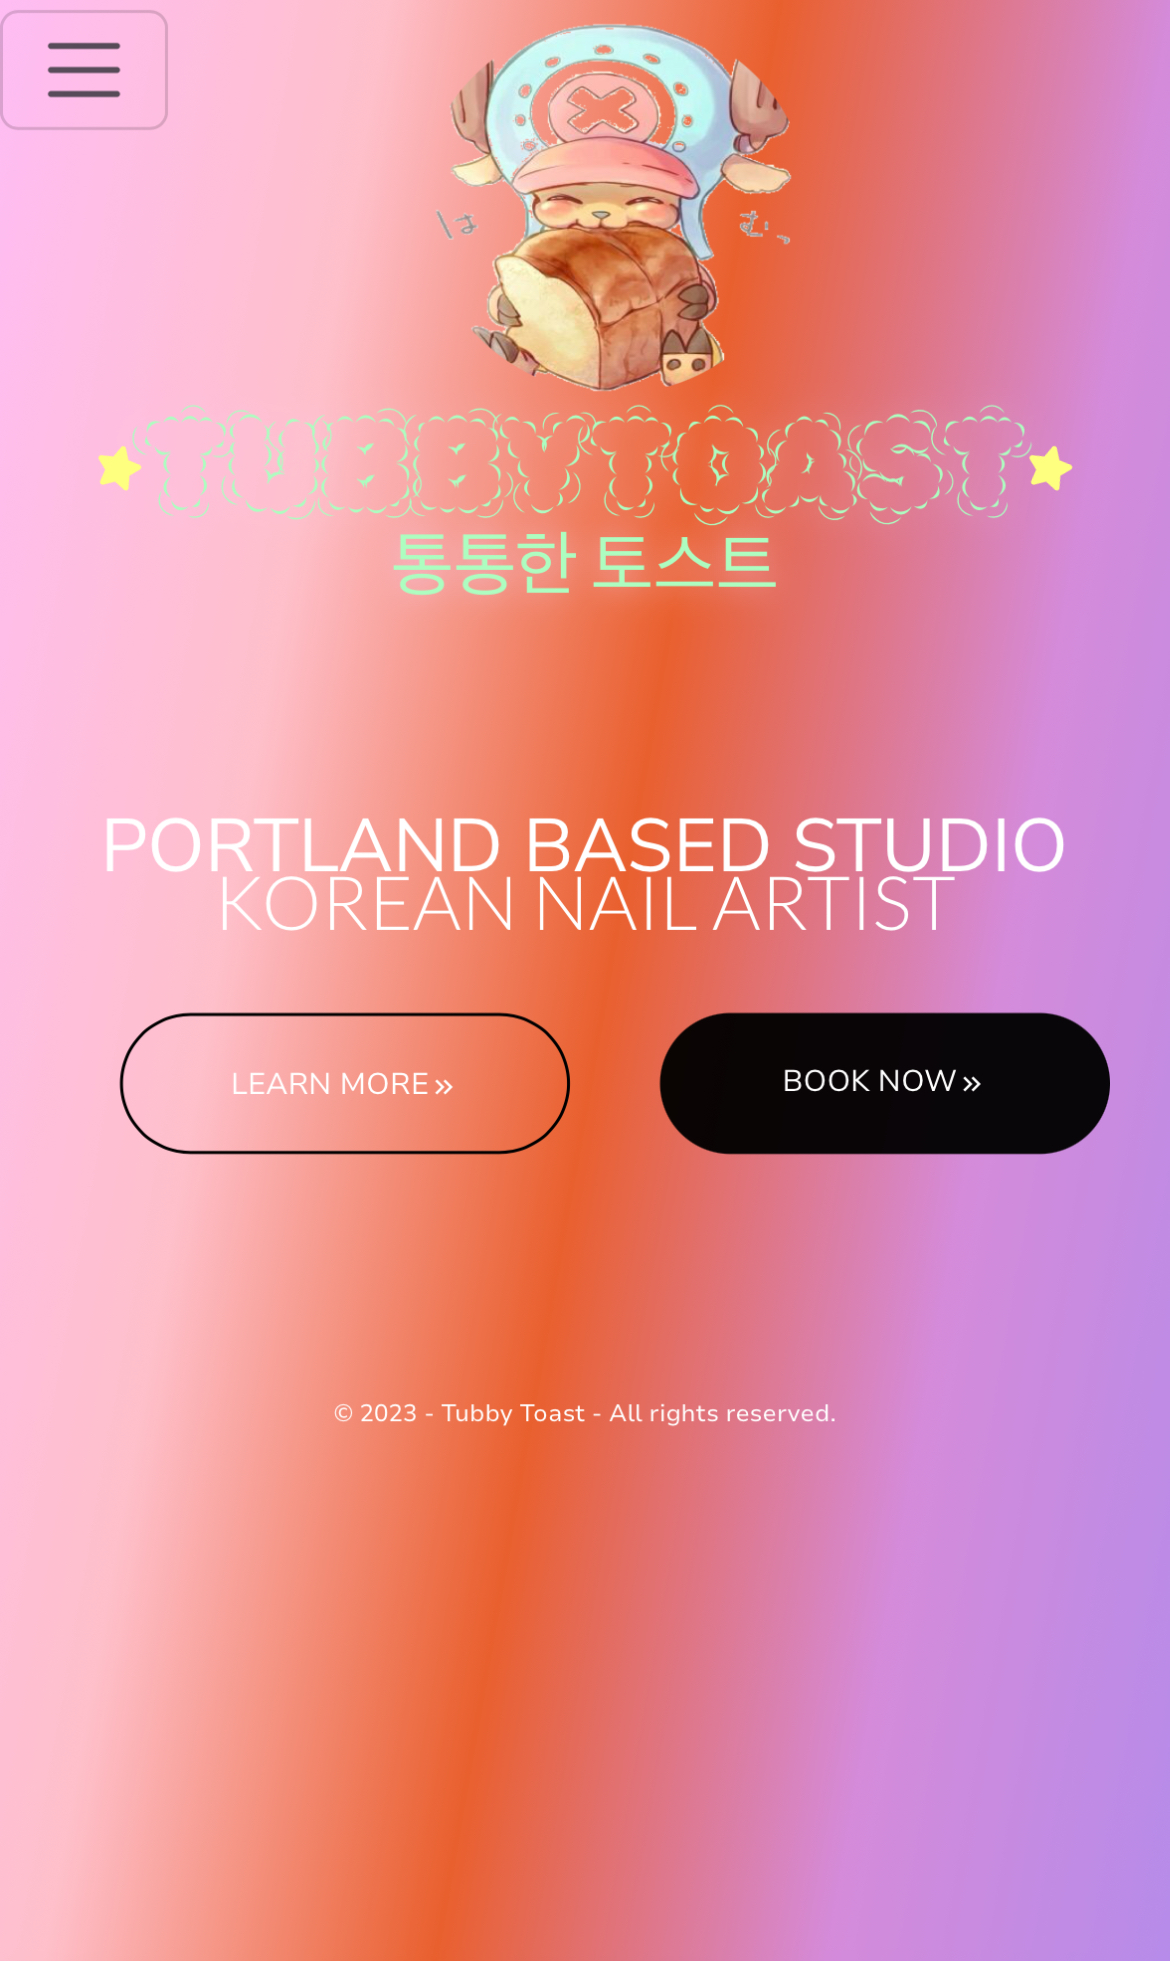 は むっ
TUBBYTOAST
통통한 토스트
PORTLAND BASED STUDIO
KOREAN NAIL ARTIST
LEARN MORE »
BOOK NOW »
© 2023 - Tubby Toast - All rights reserved.